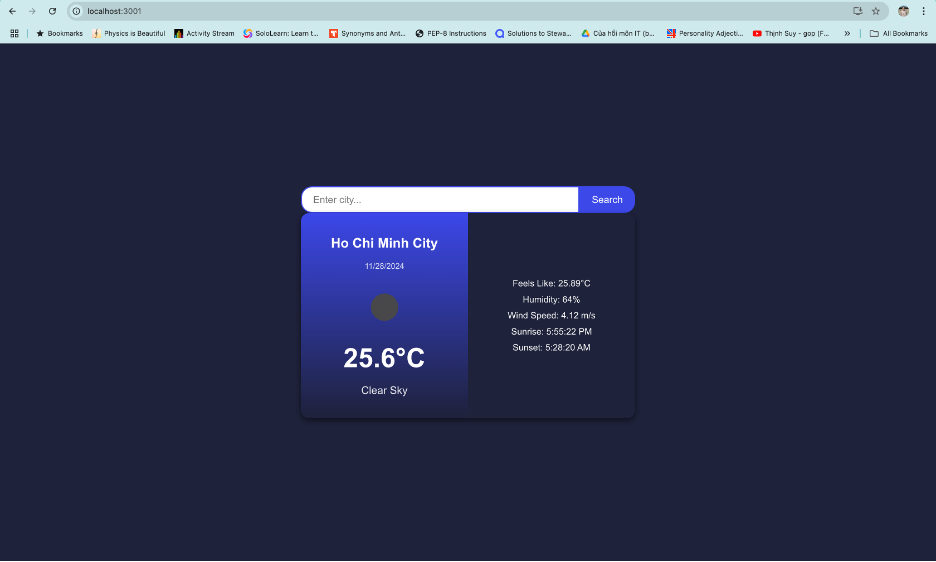 localhost:3001
Bookmarks
Physics is Beautiful
Activity Stream
SoloLearn: Learn t...
Synonyms and Ant...
PEP-8 Instructions
Solutions to Stewa...
Của hồi môn IT (b...
Personality Adjecti...
Thịnh Suy - gọp (F...
All Bookmarks
Enter city...
Search
Ho Chi Minh City
11/28/2024
25.6°C
Clear Sky
Feels Like: 25.89°C
Humidity: 64%
Wind Speed: 4.12 m/s
Sunrise: 5:55:22 PM
Sunset: 5:28:20 AM